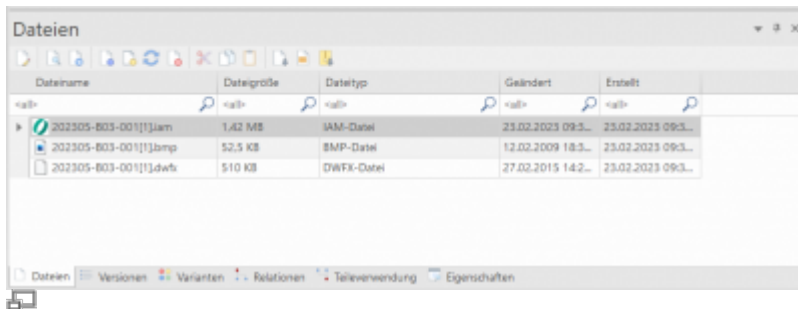 Dateien
Dateiname Dateigröße Dateityp Geändert Erstellt
<all> <all> <all> <all> <all>
202305-B03-001[1].iam 1,42 MB IAM-Datei 23.02.2023 09:3... 23.02.2023 09:3...
202305-B03-001[1].bmp 52,5 KB BMP-Datei 12.02.2009 18:3... 23.02.2023 09:3...
202305-B03-001[1].dwfx 510 KB DWFX-Datei 27.02.2015 14:2... 23.02.2023 09:3...
Dateien Versionen Varianten Relationen Teileverwendung Eigenschaften